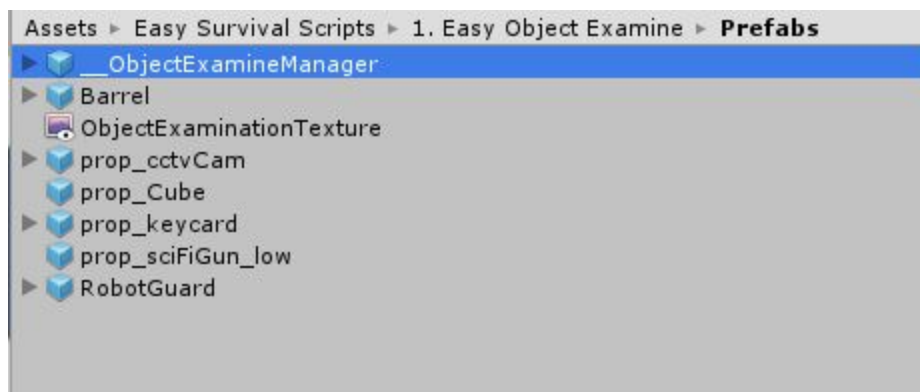 Assets ▸ Easy Survival Scripts ▸ 1. Easy Object Examine ▸ Prefabs
__ObjectExamineManager
Barrel
ObjectExaminationTexture
prop_cctvCam
prop_Cube
prop_keycard
prop_sciFiGun_low
RobotGuard